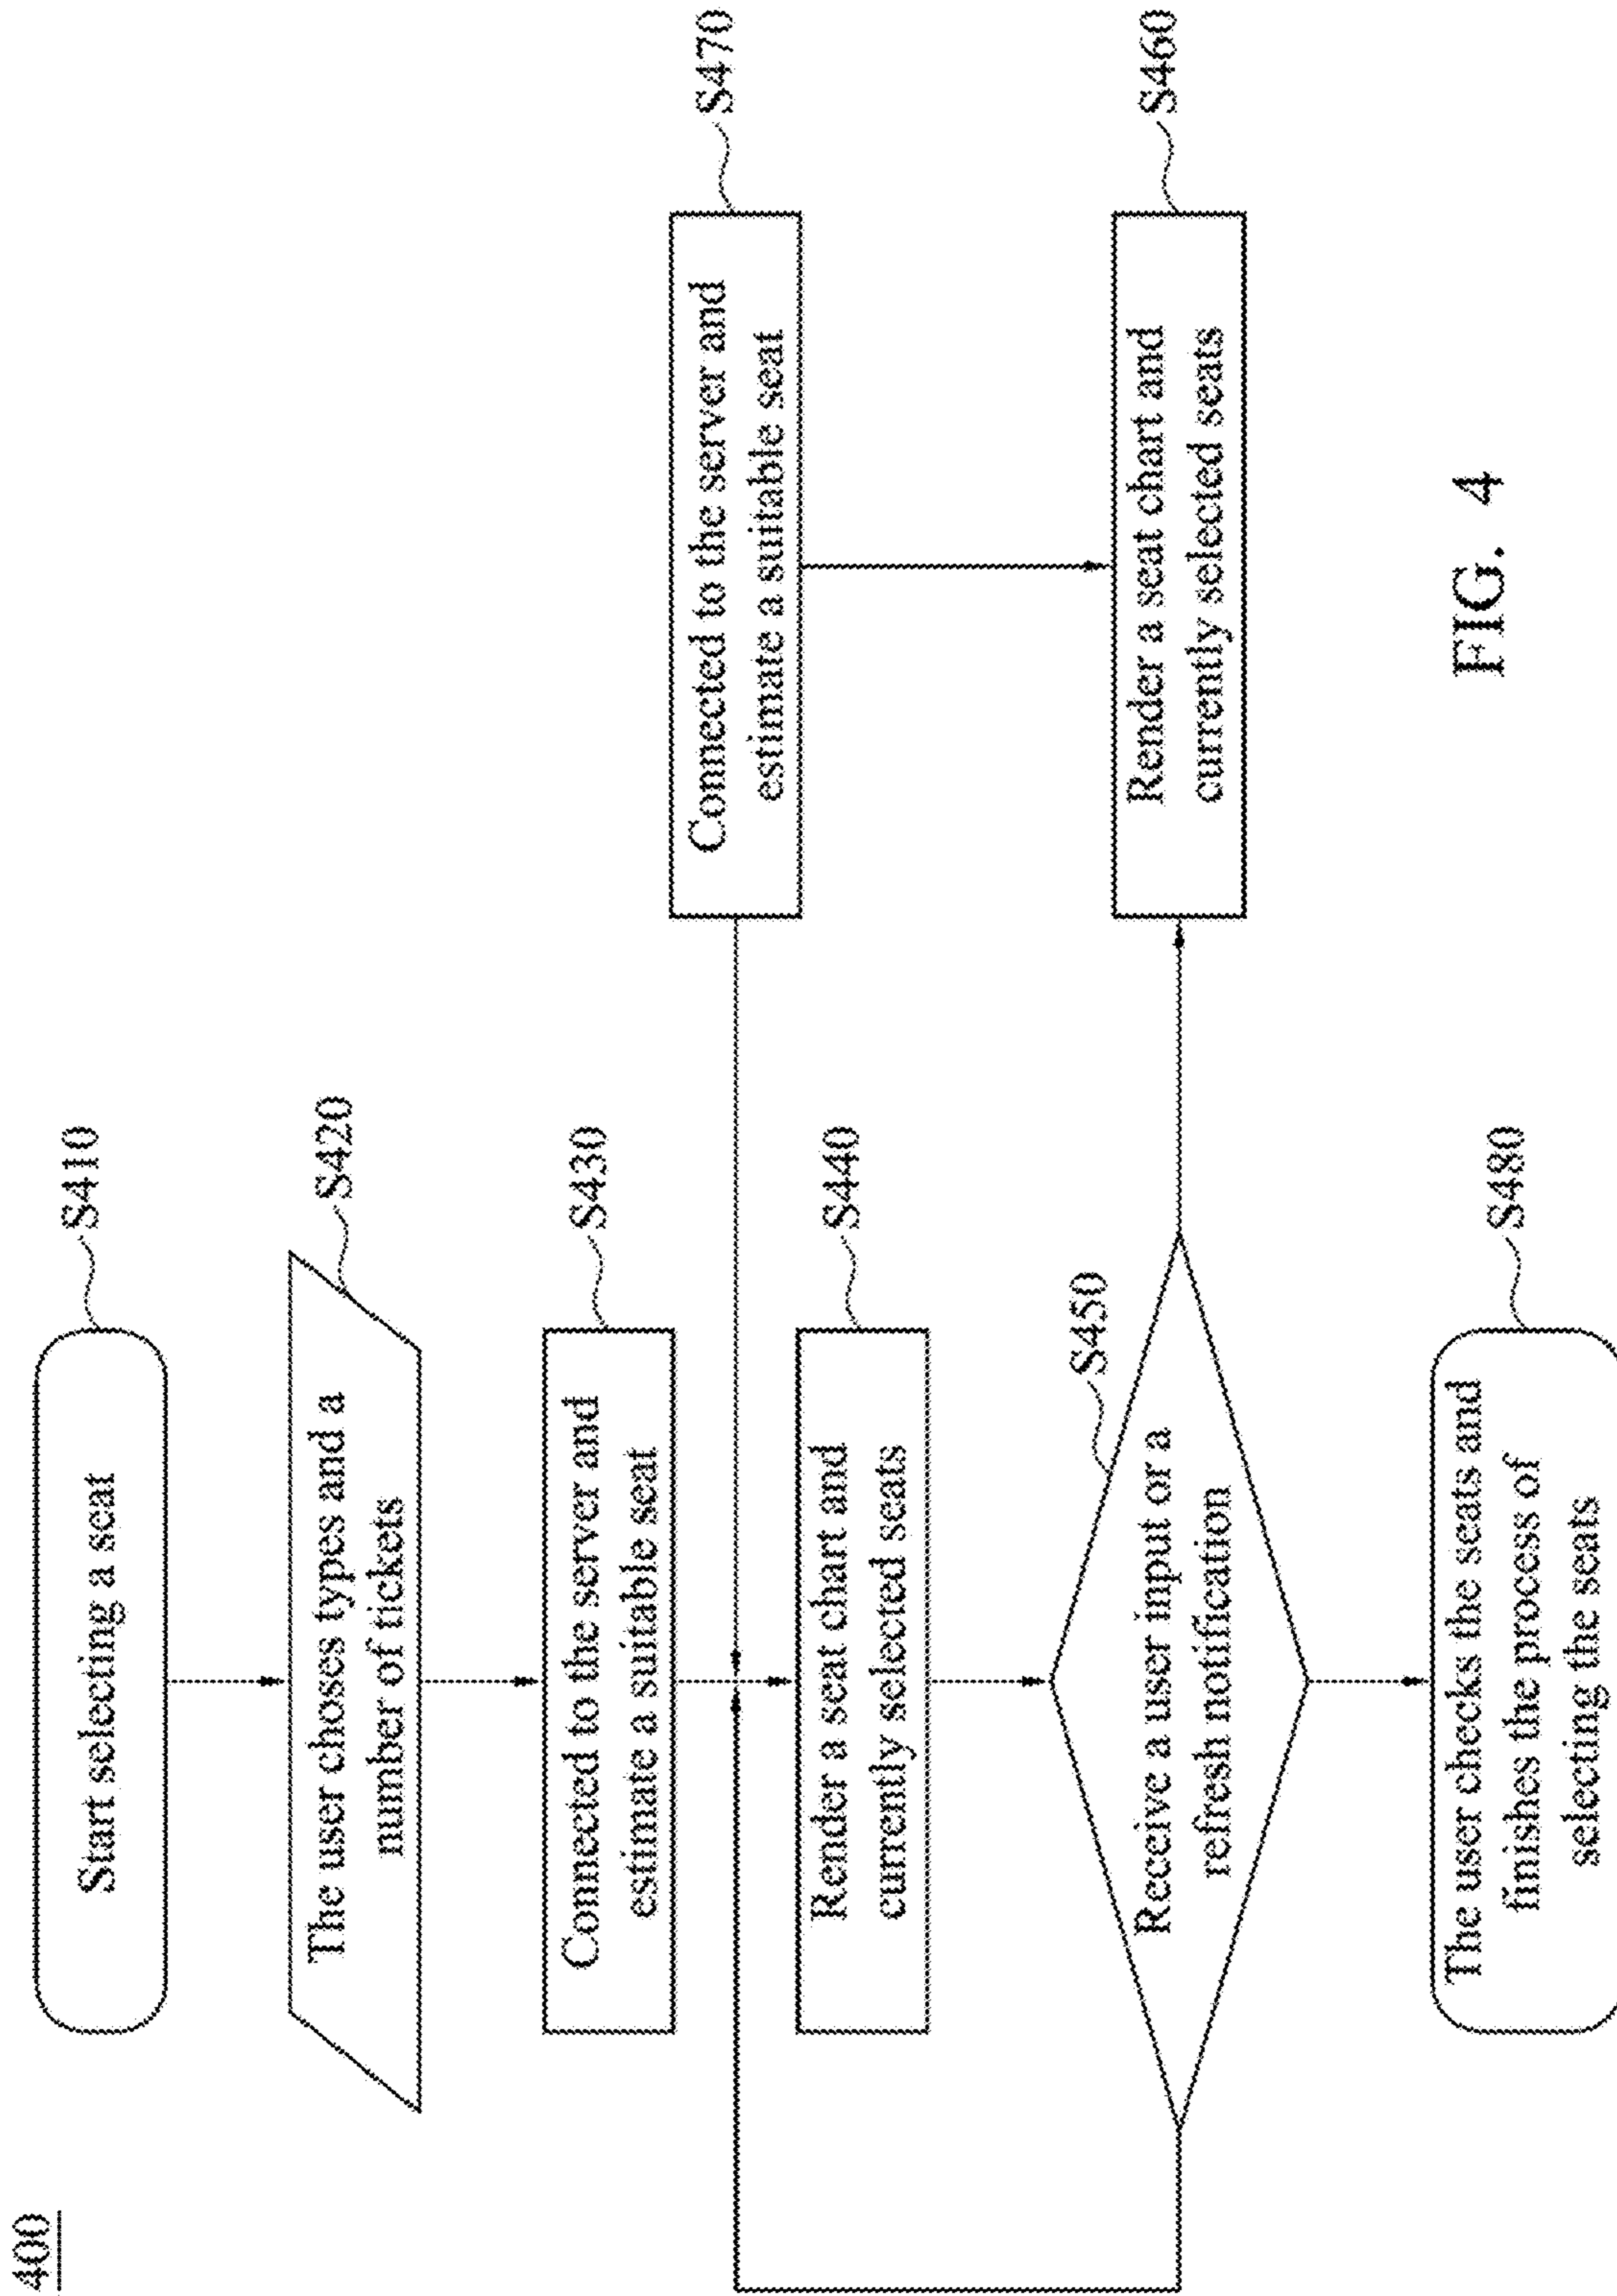 400
Start selecting a seat
S410
The user choses types and a
number of tickets
S420
Connected to the server and
estimate a suitable seat
S430
Render a seat chart and
currently selected seats
S440
Receive a user input or a
refresh notification
S450
Connected to the server and
estimate a suitable seat
S470
Render a seat chart and
currently selected seats
S460
The user checks the seats and
finishes the process of
selecting the seats
S480
FIG. 4